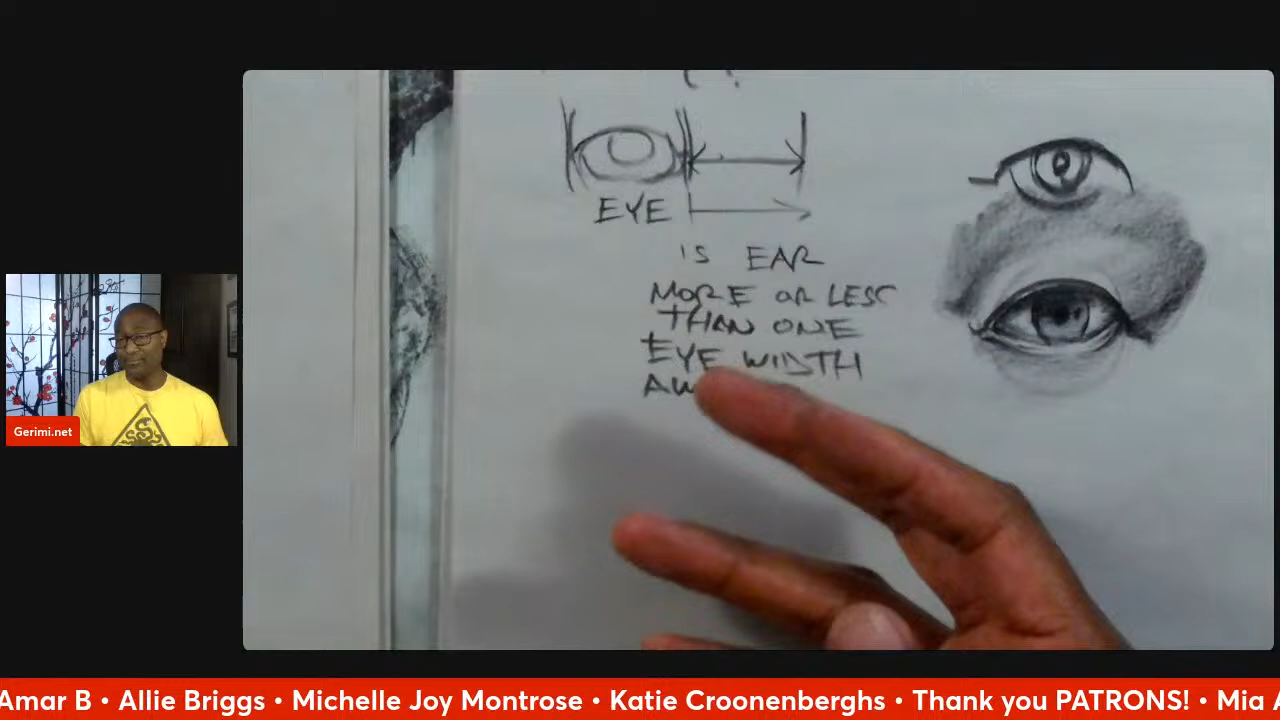 EYE
IS EAR
MORE OR LESS
THAN ONE
EYE WIDTH
Gerimi.net
Amar B • Allie Briggs • Michelle Joy Montrose • Katie Croonenberghs • Thank you PATRONS! • Mia